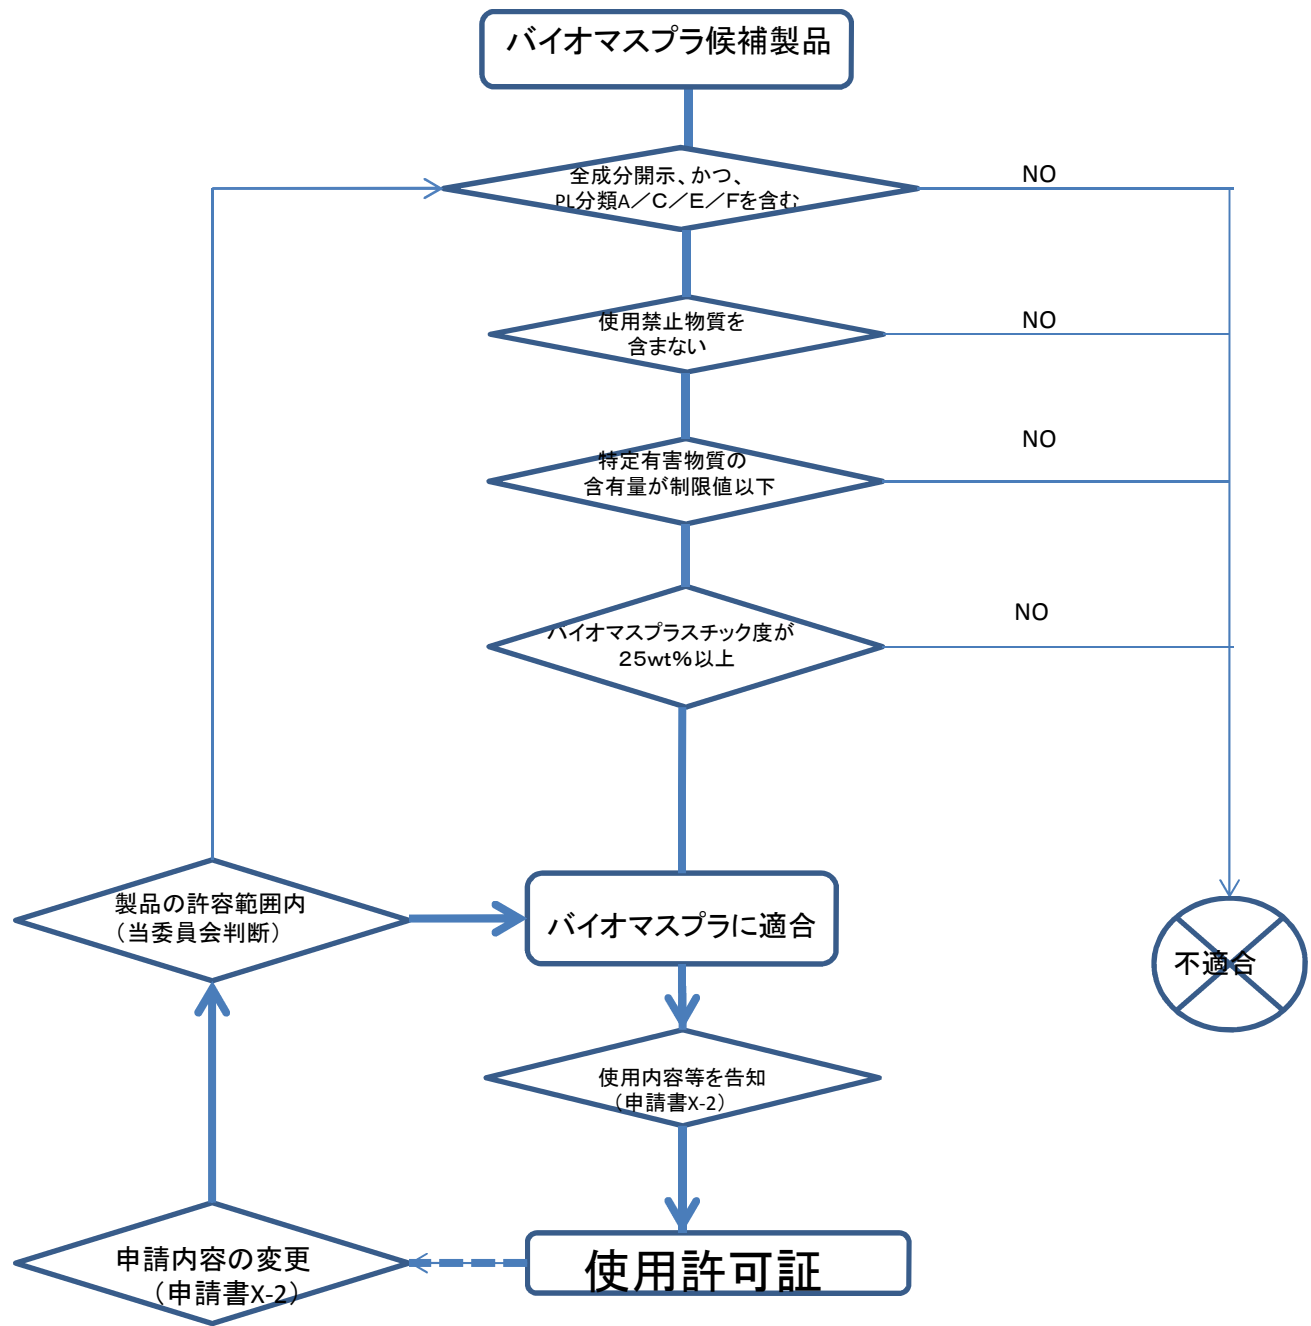 バイオマスプラ候補製品
全成分開示、かつ、
PL分類A／C／E／Fを含む
NO
使用禁止物質を
含まない
NO
特定有害物質の
含有量が制限値以下
NO
バイオマスプラスチック度が
25wt%以上
NO
製品の許容範囲内
（当委員会判断）
バイオマスプラに適合
不適合
使用内容等を告知
（申請書X-2）
申請内容の変更
（申請書X-2）
使用許可証